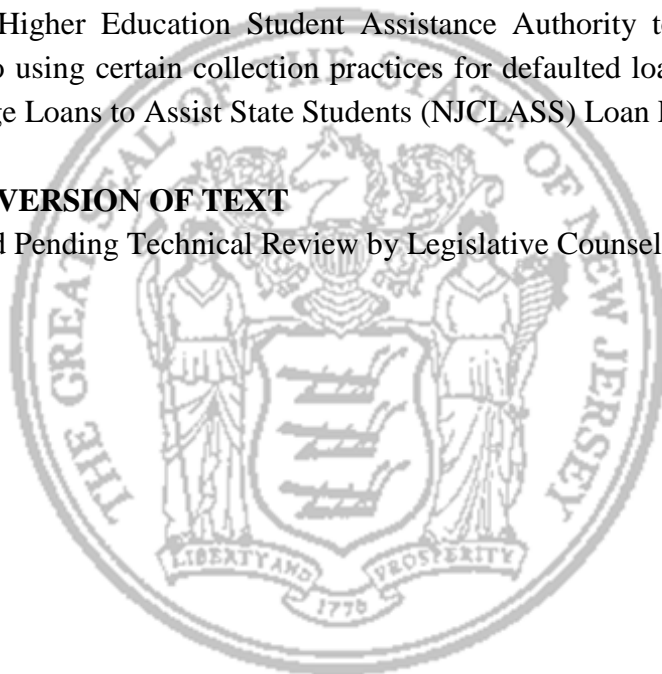 Higher Education Student Assistance Authority to
using certain collection practices for defaulted loa
ge Loans to Assist State Students (NJCLASS) Loan
VERSION OF TEXT
d Pending Technical Review by Legislative Counsel
THE GREAT SEAL OF THE STATE OF NEW JERSEY
LIBERTY AND PROSPERITY
1776